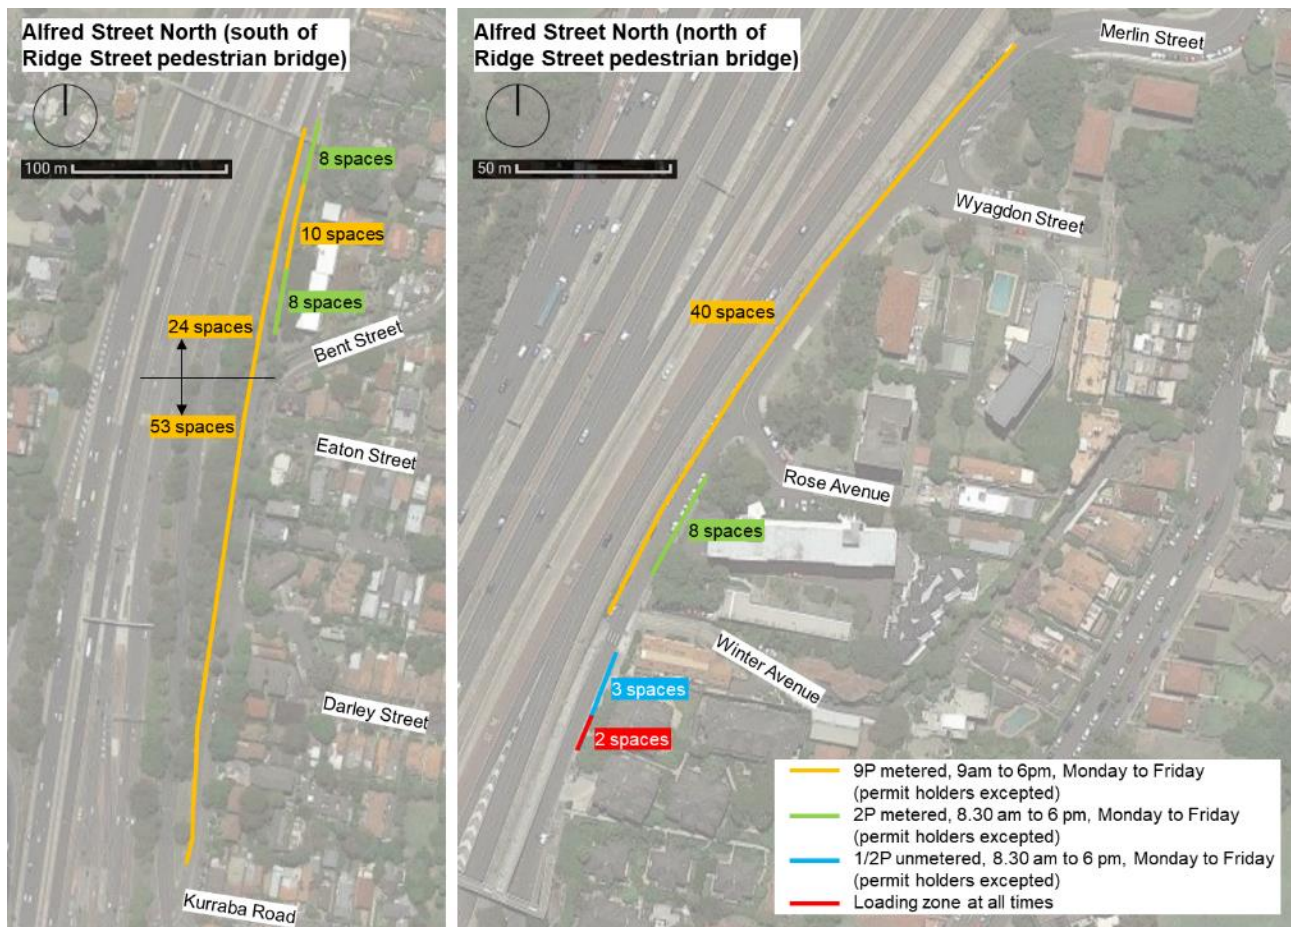 Alfred Street North (south of
Ridge Street pedestrian bridge)
100 m
8 spaces
10 spaces
8 spaces
24 spaces
Bent Street
53 spaces
Eaton Street
Darley Street
Kurraba Road
Alfred Street North (north of
Ridge Street pedestrian bridge)
50 m
Merlin Street
Wyagdon Street
40 spaces
Rose Avenue
8 spaces
Winter Avenue
3 spaces
2 spaces
9P metered, 9am to 6pm, Monday to Friday
(permit holders excepted)
2P metered, 8.30 am to 6 pm, Monday to Friday
(permit holders excepted)
1/2P unmetered, 8.30 am to 6 pm, Monday to Friday
(permit holders excepted)
Loading zone at all times